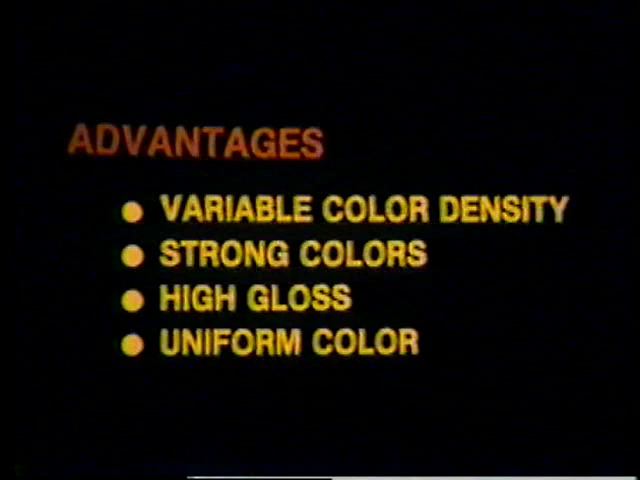 ADVANTAGES
● VARIABLE COLOR DENSITY
● STRONG COLORS
● HIGH GLOSS
● UNIFORM COLOR